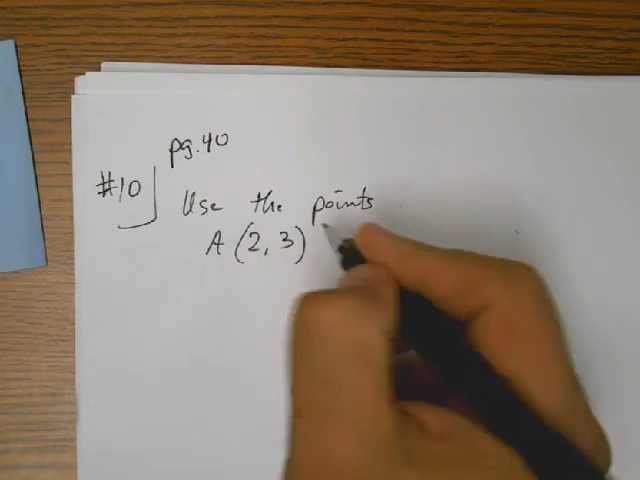 pg.40
#10
Use the points
A (2, 3)